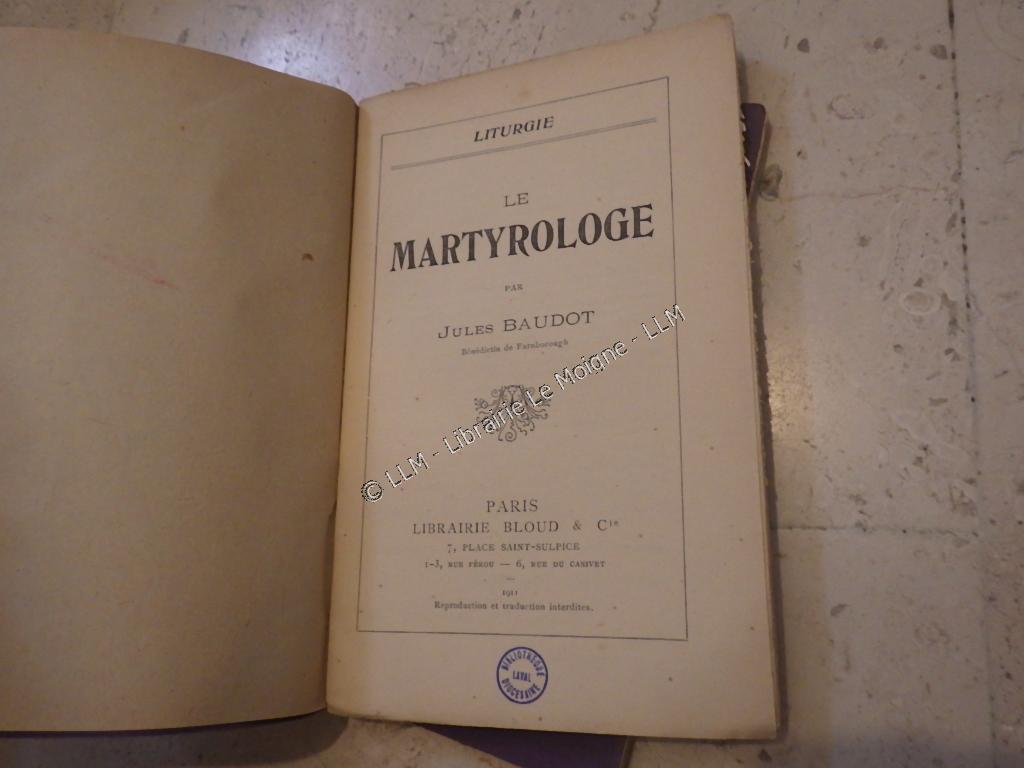 LITURGIE
LE
MARTYROLOGE
PAR
JULES BAUDOT
Bénédictin de Farnborough
© LLM - Librairie Le Moigne - LLM
PARIS
LIBRAIRIE BLOUD & Cie
7, PLACE SAINT-SULPICE
1-3, RUE FÉROU — 6, RUE DU CANIVET
1911
Reproduction et traduction interdites.
BIBLIOTHÈQUE
LAVAL
DIOCESAINE